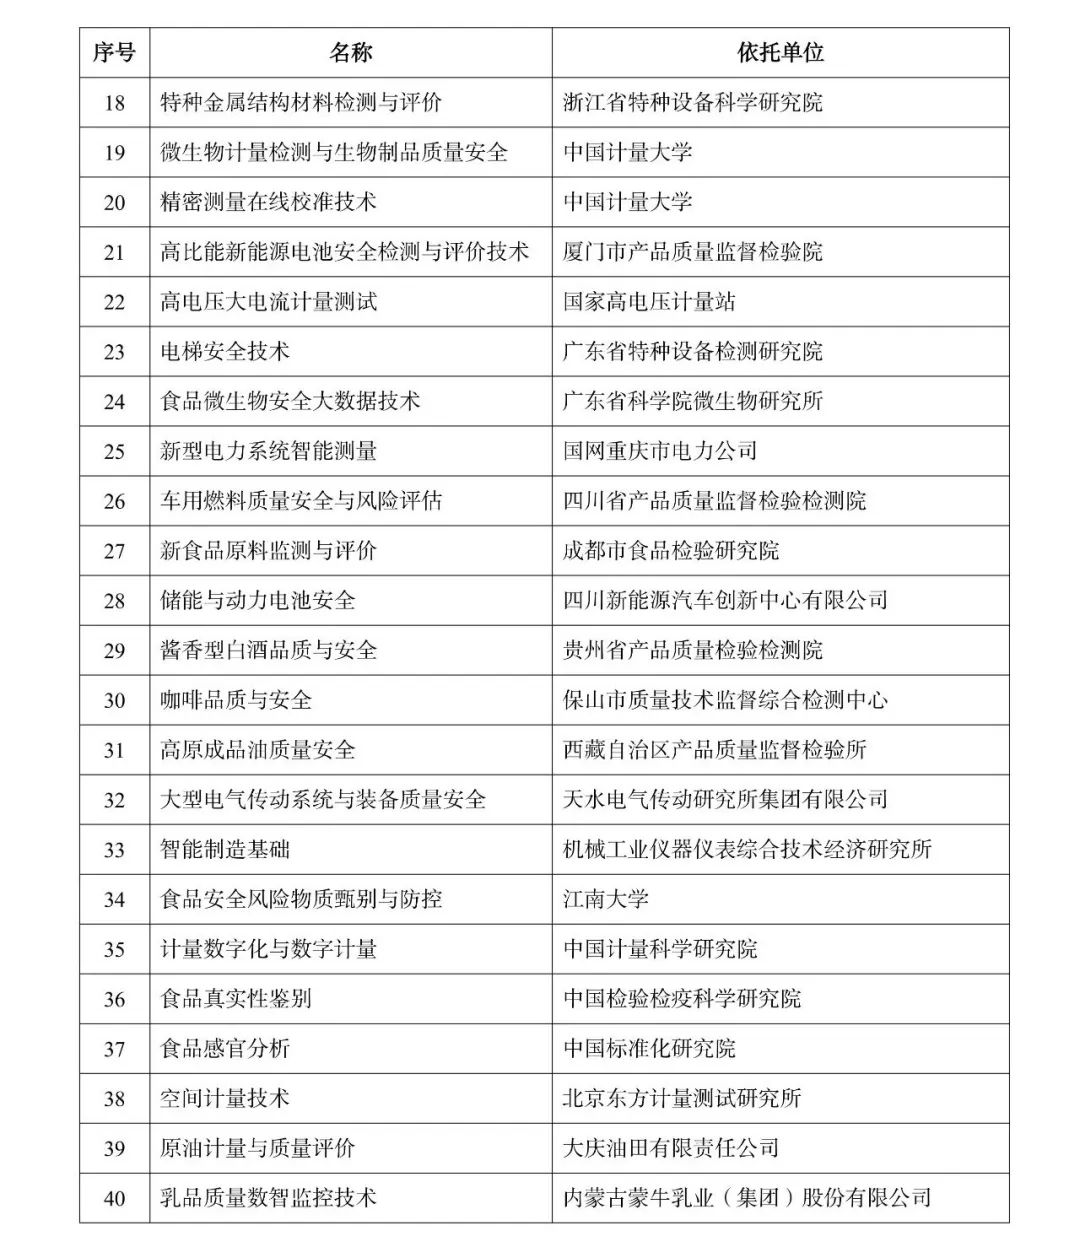 序号 名称 依托单位
18 特种金属结构材料检测与评价 浙江省特种设备科学研究院
19 微生物计量检测与生物制品质量安全 中国计量大学
20 精密测量在线校准技术 中国计量大学
21 高比能新能源电池安全检测与评价技术 厦门市产品质量监督检验院
22 高电压大电流计量测试 国家高电压计量站
23 电梯安全技术 广东省特种设备检测研究院
24 食品微生物安全大数据技术 广东省科学院微生物研究所
25 新型电力系统智能测量 国网重庆市电力公司
26 车用燃料质量安全与风险评估 四川省产品质量监督检验检测院
27 新食品原料监测与评价 成都市食品检验研究院
28 储能与动力电池安全 四川新能源汽车创新中心有限公司
29 酱香型白酒品质与安全 贵州省产品质量检验检测院
30 咖啡品质与安全 保山市质量技术监督综合检测中心
31 高原成品油质量安全 西藏自治区产品质量监督检验所
32 大型电气传动系统与装备质量安全 天水电气传动研究所集团有限公司
33 智能制造基础 机械工业仪器仪表综合技术经济研究所
34 食品安全风险物质甄别与防控 江南大学
35 计量数字化与数字计量 中国计量科学研究院
36 食品真实性鉴别 中国检验检疫科学研究院
37 食品感官分析 中国标准化研究院
38 空间计量技术 北京东方计量测试研究所
39 原油计量与质量评价 大庆油田有限责任公司
40 乳品质量数智监控技术 内蒙古蒙牛乳业（集团）股份有限公司